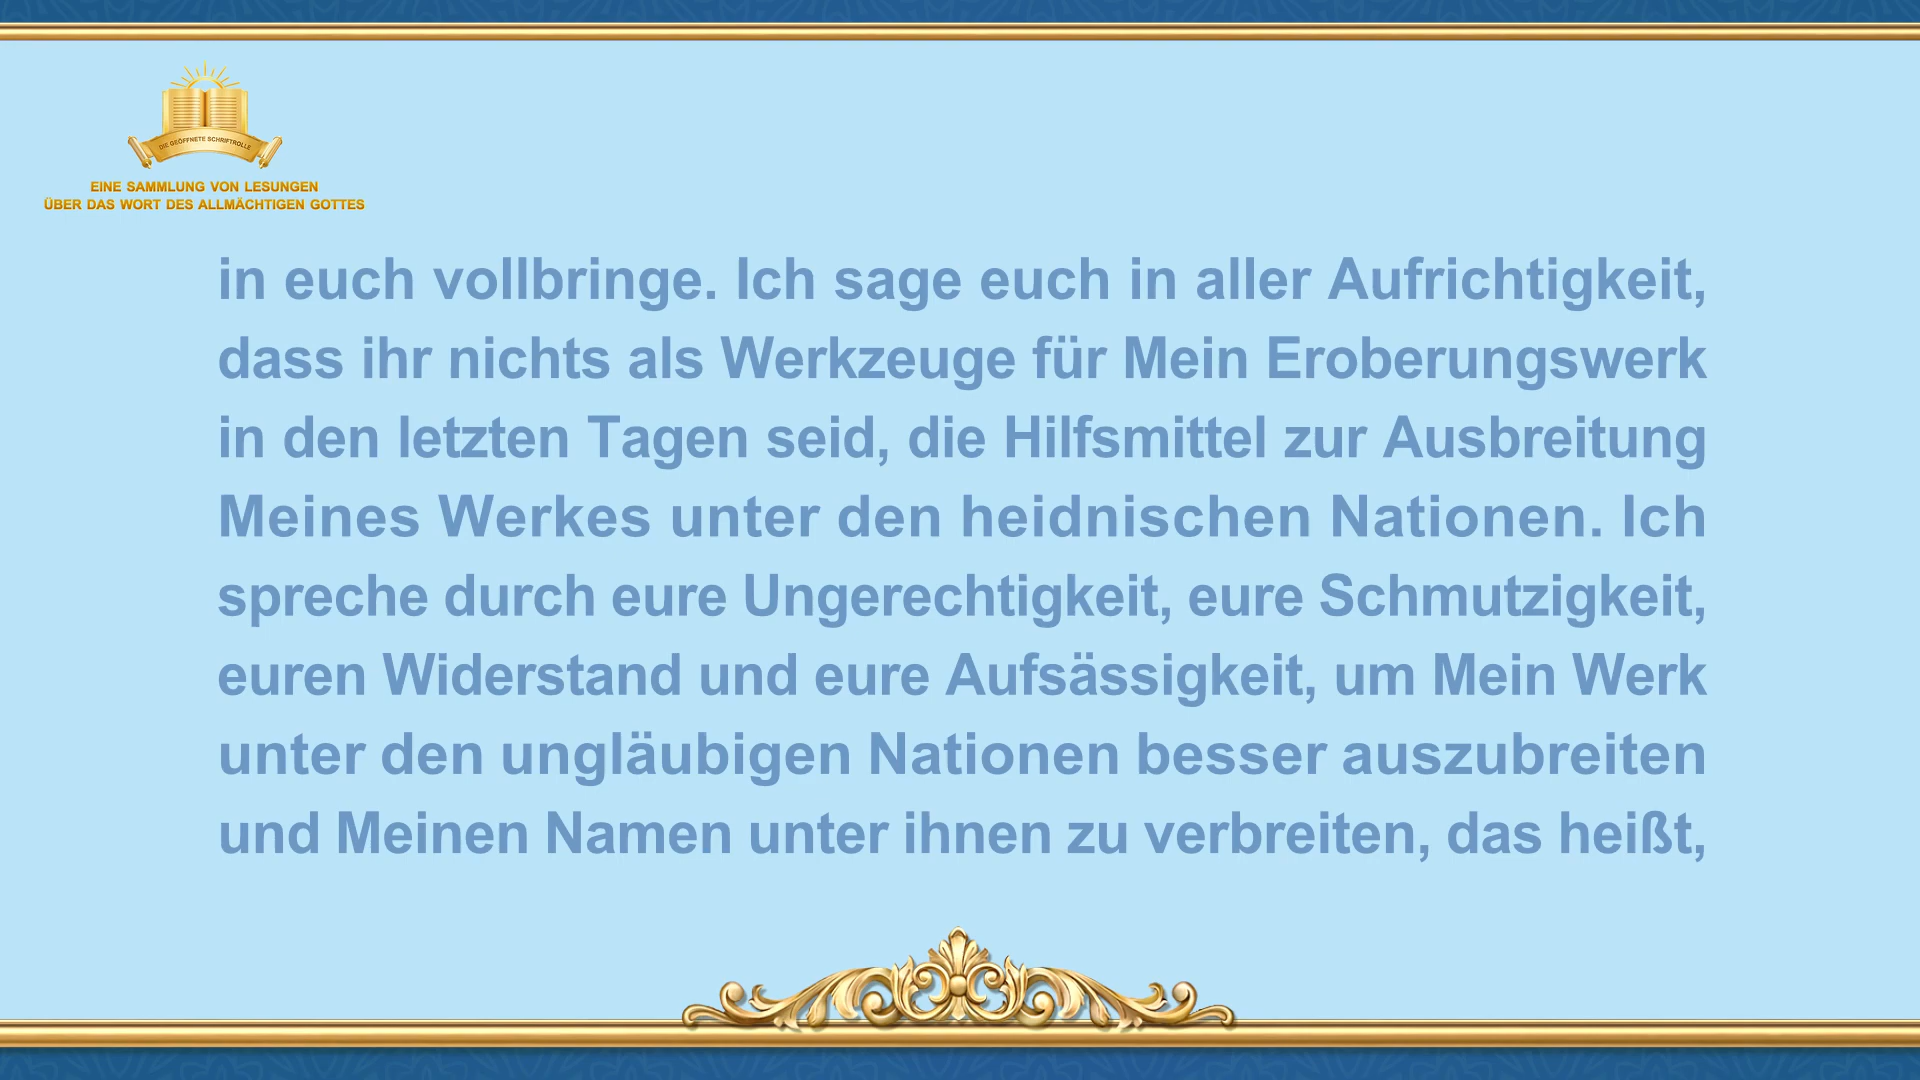 DIE GEÖFFNETE SCHRIFTROLLE
EINE SAMMLUNG VON LESUNGEN
ÜBER DAS WORT DES ALLMÄCHTIGEN GOTTES
in euch vollbringe. Ich sage euch in aller Aufrichtigkeit,
dass ihr nichts als Werkzeuge für Mein Eroberungswerk
in den letzten Tagen seid, die Hilfsmittel zur Ausbreitung
Meines Werkes unter den heidnischen Nationen. Ich
spreche durch eure Ungerechtigkeit, eure Schmutzigkeit,
euren Widerstand und eure Aufsässigkeit, um Mein Werk
unter den ungläubigen Nationen besser auszubreiten
und Meinen Namen unter ihnen zu verbreiten, das heißt,